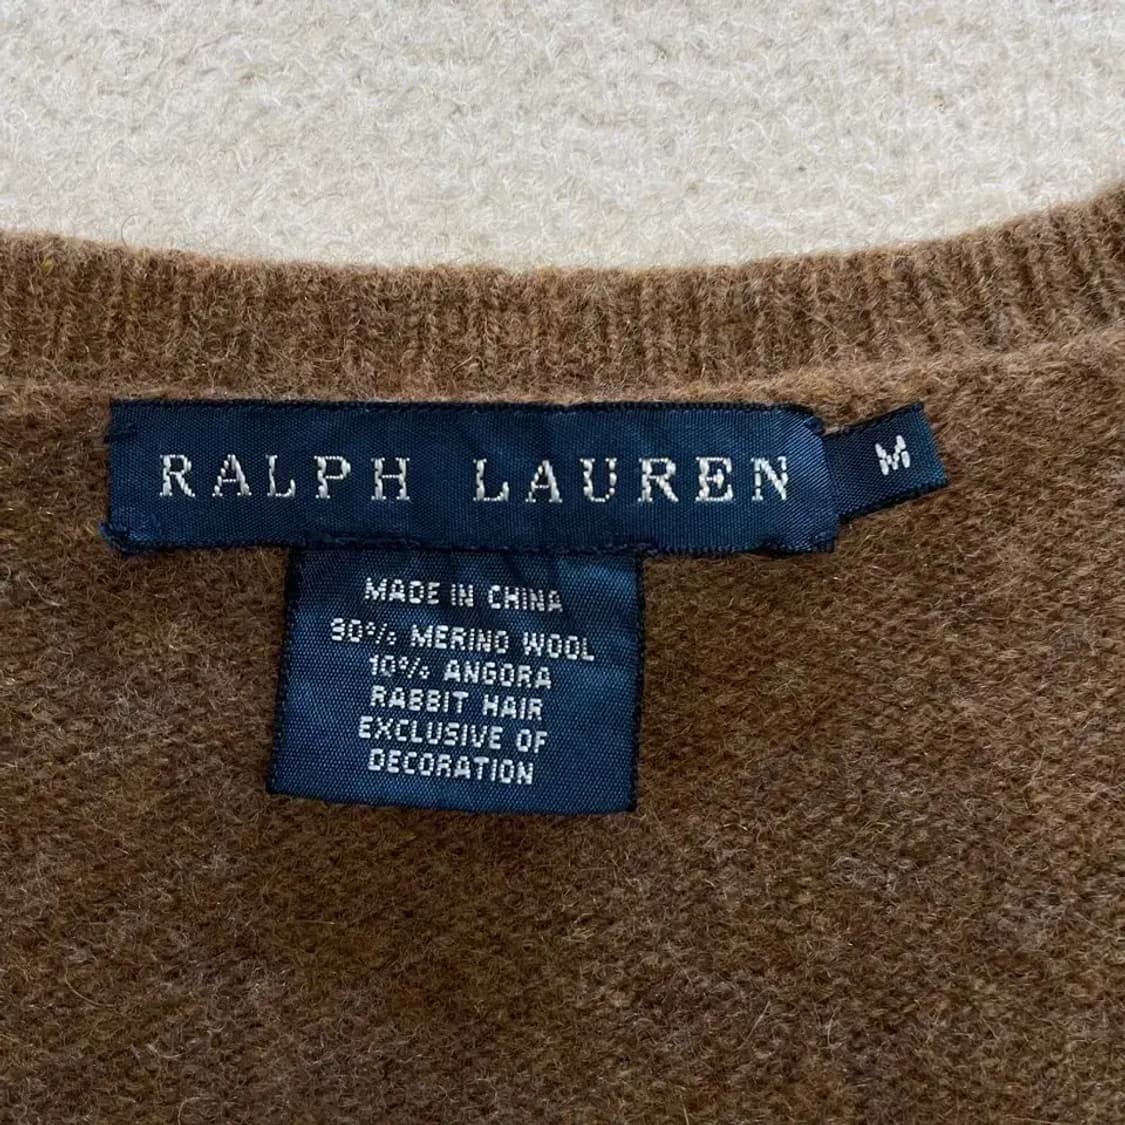 RALPH LAUREN
M
MADE IN CHINA
90% MERINO WOOL
10% ANGORA
RABBIT HAIR
EXCLUSIVE OF
DECORATION